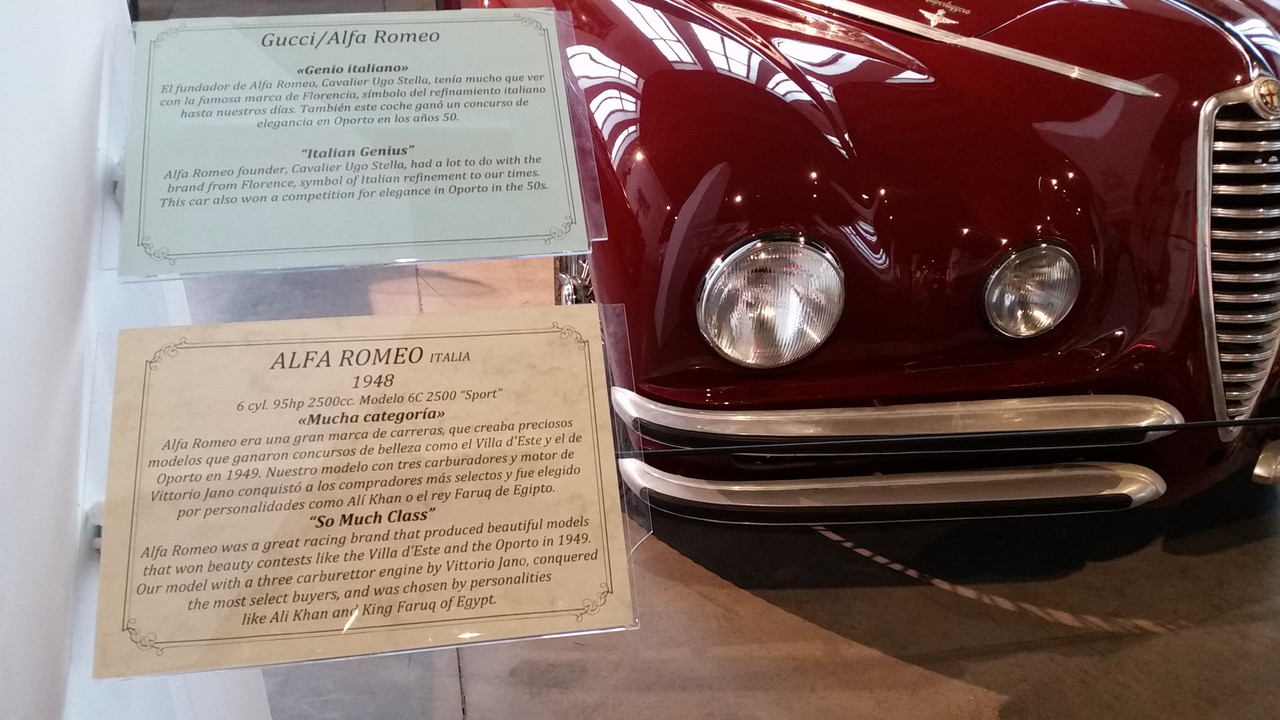 Gucci/Alfa Romeo
«Genio italiano»
El fundador de Alfa Romeo, Cavalier Ugo Stella, tenía mucho que ver
con la famosa marca de Florencia, símbolo del refinamiento italiano
hasta nuestros días. También este coche ganó un concurso de
elegancia en Oporto en los años 50.
"Italian Genius"
Alfa Romeo founder, Cavalier Ugo Stella, had a lot to do with the
brand from Florence, symbol of Italian refinement to our times.
This car also won a competition for elegance in Oporto in the 50s.
ALFA ROMEO ITALIA
1948
6 cyl. 95hp 2500cc. Modelo 6C 2500 "Sport"
«Mucha categoría»
Alfa Romeo era una gran marca de carreras, que creaba preciosos
modelos que ganaron concursos de belleza como el Villa d'Este y el de
Oporto en 1949. Nuestro modelo con tres carburadores y motor de
Vittorio Jano conquistó a los compradores más selectos y fue elegido
por personalidades como Alí Khan o el rey Faruq de Egipto.
"So Much Class"
Alfa Romeo was a great racing brand that produced beautiful models
that won beauty contests like the Villa d'Este and the Oporto in 1949.
Our model with a three carburettor engine by Vittorio Jano, conquered
the most select buyers, and was chosen by personalities
like Ali Khan and King Faruq of Egypt.